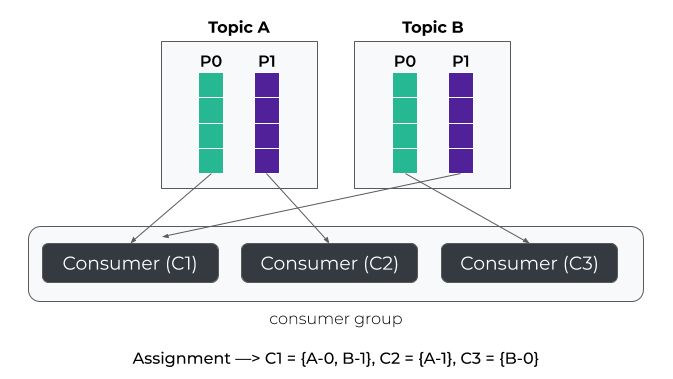 Topic A
Topic B
P0
P1
P0
P1
Consumer (C1)
Consumer (C2)
Consumer (C3)
consumer group
Assignment —> C1 = {A-0, B-1}, C2 = {A-1}, C3 = {B-0}